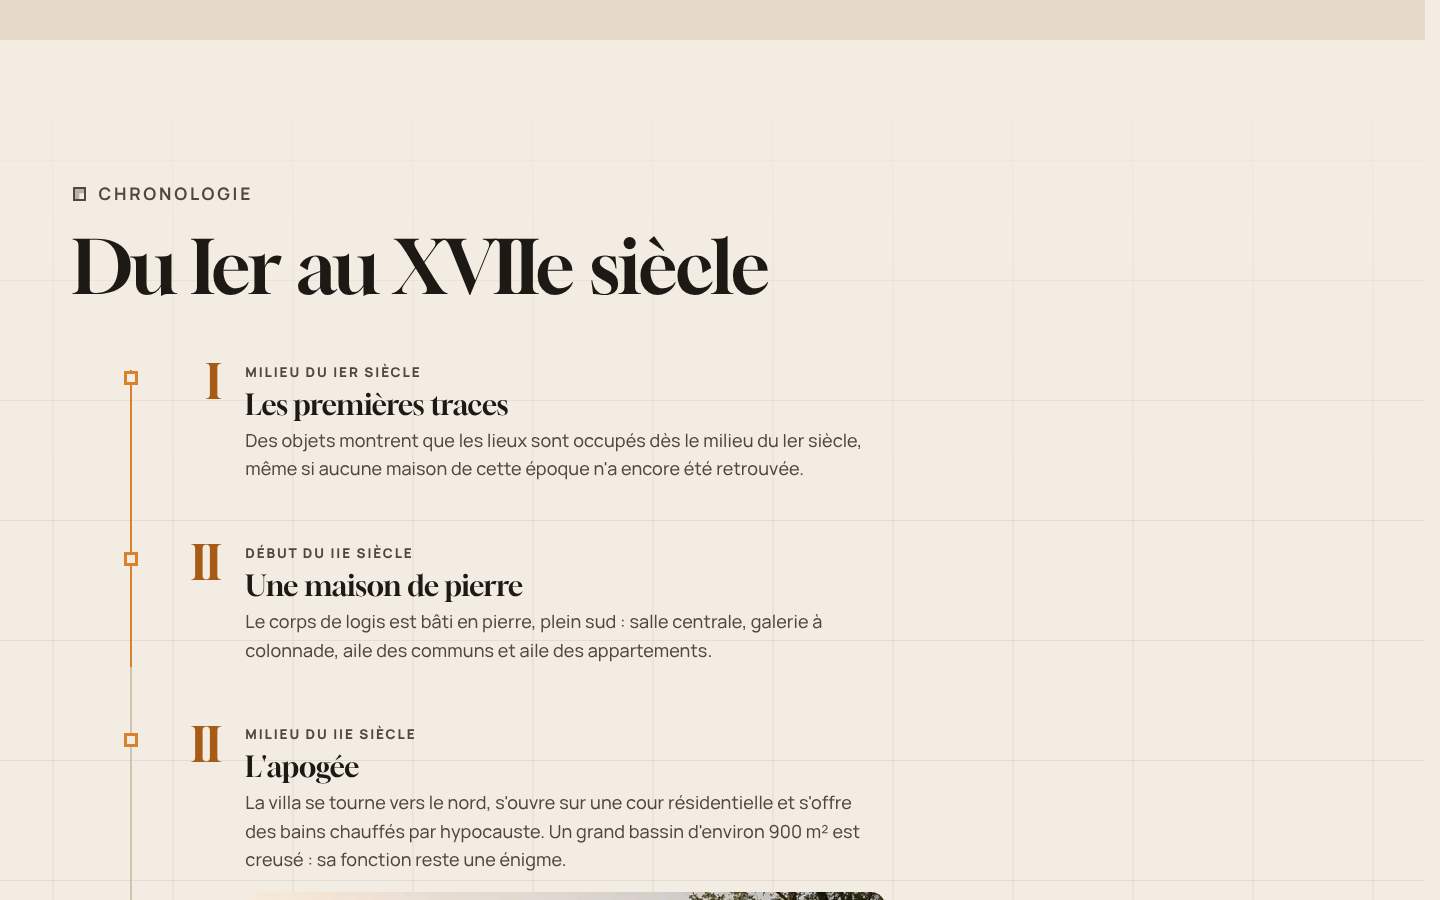 CHRONOLOGIE
Du Ier au XVIIe siècle
I
MILIEU DU IER SIÈCLE
Les premières traces
Des objets montrent que les lieux sont occupés dès le milieu du Ier siècle,
même si aucune maison de cette époque n'a encore été retrouvée.
II
DÉBUT DU IIE SIÈCLE
Une maison de pierre
Le corps de logis est bâti en pierre, plein sud : salle centrale, galerie à
colonnade, aile des communs et aile des appartements.
II
MILIEU DU IIE SIÈCLE
L'apogée
La villa se tourne vers le nord, s'ouvre sur une cour résidentielle et s'offre
des bains chauffés par hypocauste. Un grand bassin d'environ 900 m² est
creusé : sa fonction reste une énigme.